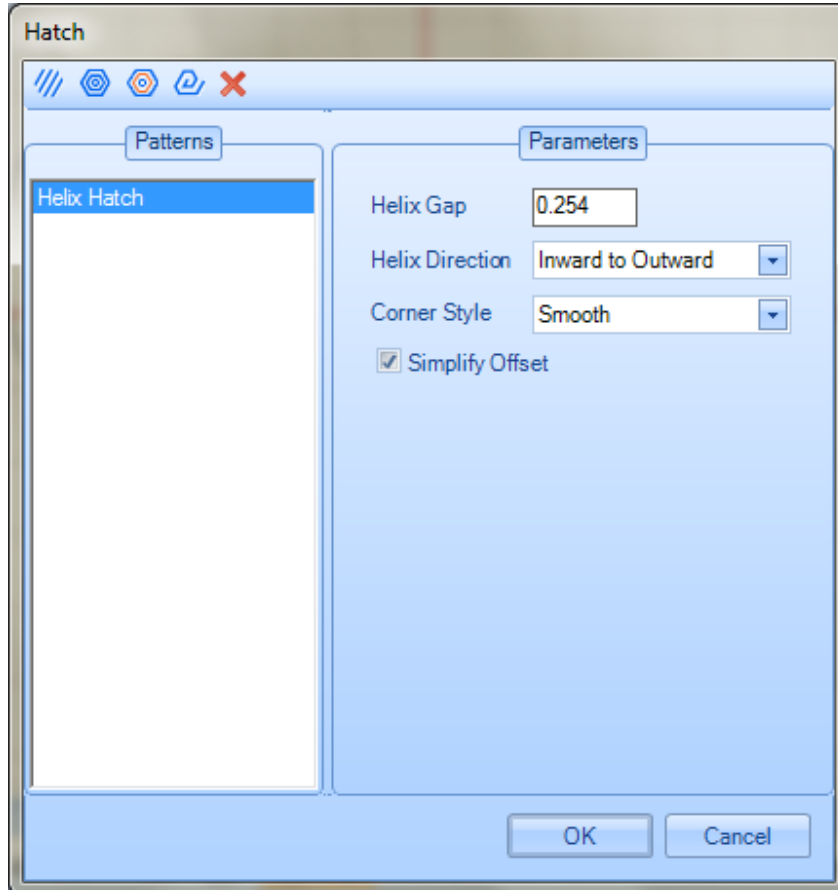 Hatch
Patterns
Parameters
Helix Hatch
Helix Gap 0.254
Helix Direction Inward to Outward
Corner Style Smooth
Simplify Offset
OK Cancel